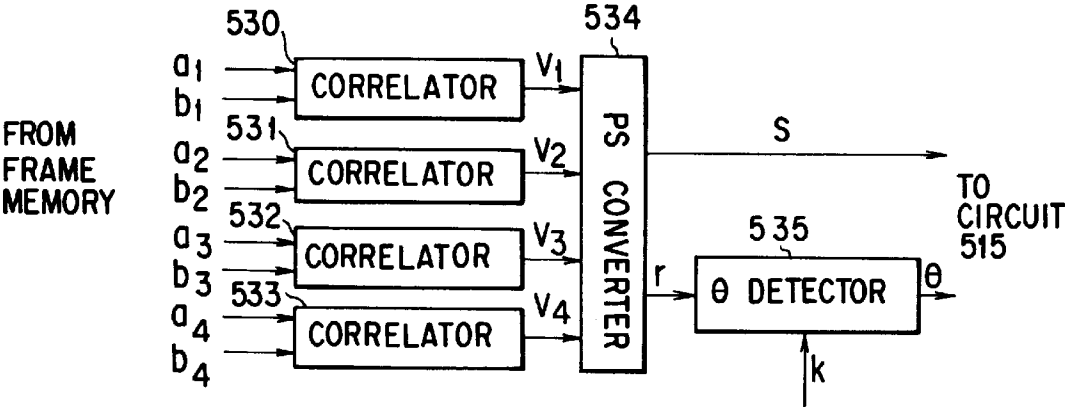 FROM
FRAME
MEMORY
530
a1
b1
CORRELATOR
V1
531
a2
b2
CORRELATOR
V2
532
a3
b3
CORRELATOR
V3
533
a4
b4
CORRELATOR
V4
534
PS CONVERTER
S
r
535
θ DETECTOR
θ
k
TO
CIRCUIT
515